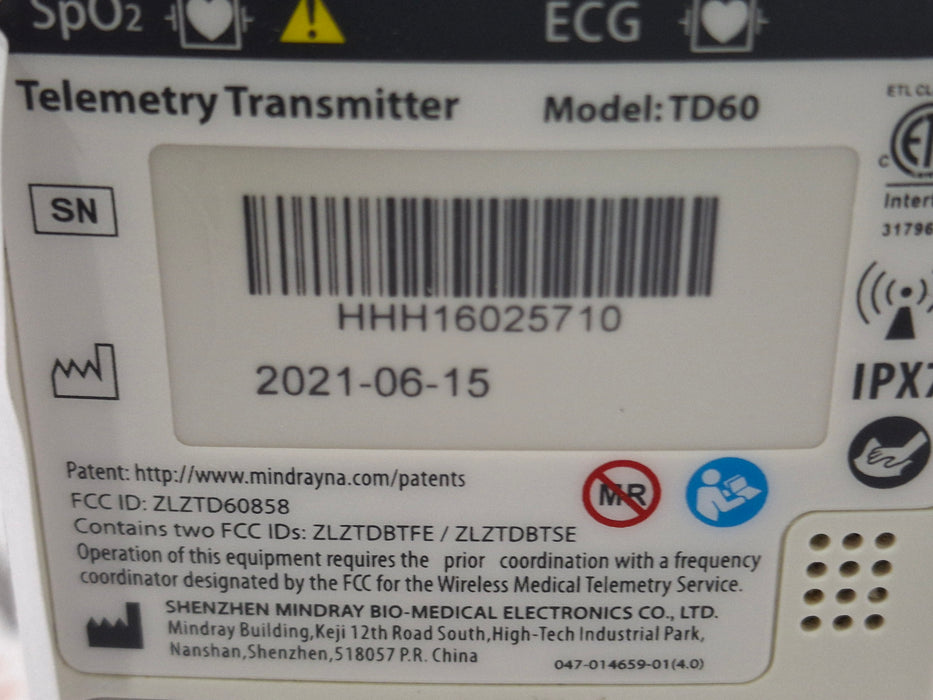 SpO2 ECG
Telemetry Transmitter Model: TD60
ETL CL
C
SN
31796
HHH16025710
2021-06-15
Patent: http://www.mindrayna.com/patents
MR
FCC ID: ZLZTD60858
Contains two FCC IDs: ZLZTDBTFE / ZLZTDBTSE
Operation of this equipment requires the prior coordination with a frequency
coordinator designated by the FCC for the Wireless Medical Telemetry Service.
SHENZHEN MINDRAY BIO-MEDICAL ELECTRONICS CO., LTD.
Mindray Building,Keji 12th Road South,High-Tech Industrial Park,
Nanshan,Shenzhen,518057 P.R. China
047-014659-01(4.0)